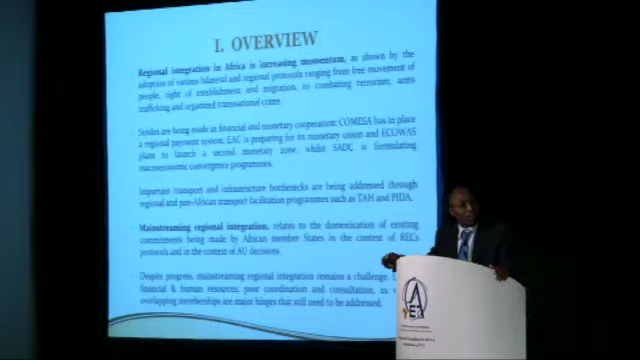 I. OVERVIEW
Regional integration in Africa is increasing momentum, as shown by the
adoption of various bilateral and regional protocols ranging from free movement of
people, right of establishment and migration, to combating terrorism, arms
trafficking and organized transnational crime.
Strides are being made in financial and monetary cooperation: COMESA has in place
a regional payment system; EAC is preparing for its monetary union and ECOWAS
plans to launch a second monetary zone, whilst SADC is formulating
macroeconomic convergence programmes.
Important transport and infrastructure bottlenecks are being addressed through
regional and pan-African transport facilitation programmes such as TAH and PIDA.
Mainstreaming regional integration, relates to the domestication of existing
commitments being made by African member States in the context of RECs
protocols and in the context of AU decisions.
Despite progress, mainstreaming regional integration remains a challenge.
financial & human resources, poor coordination and consultation, as
overlapping memberships are major hinges that still need to be addressed.